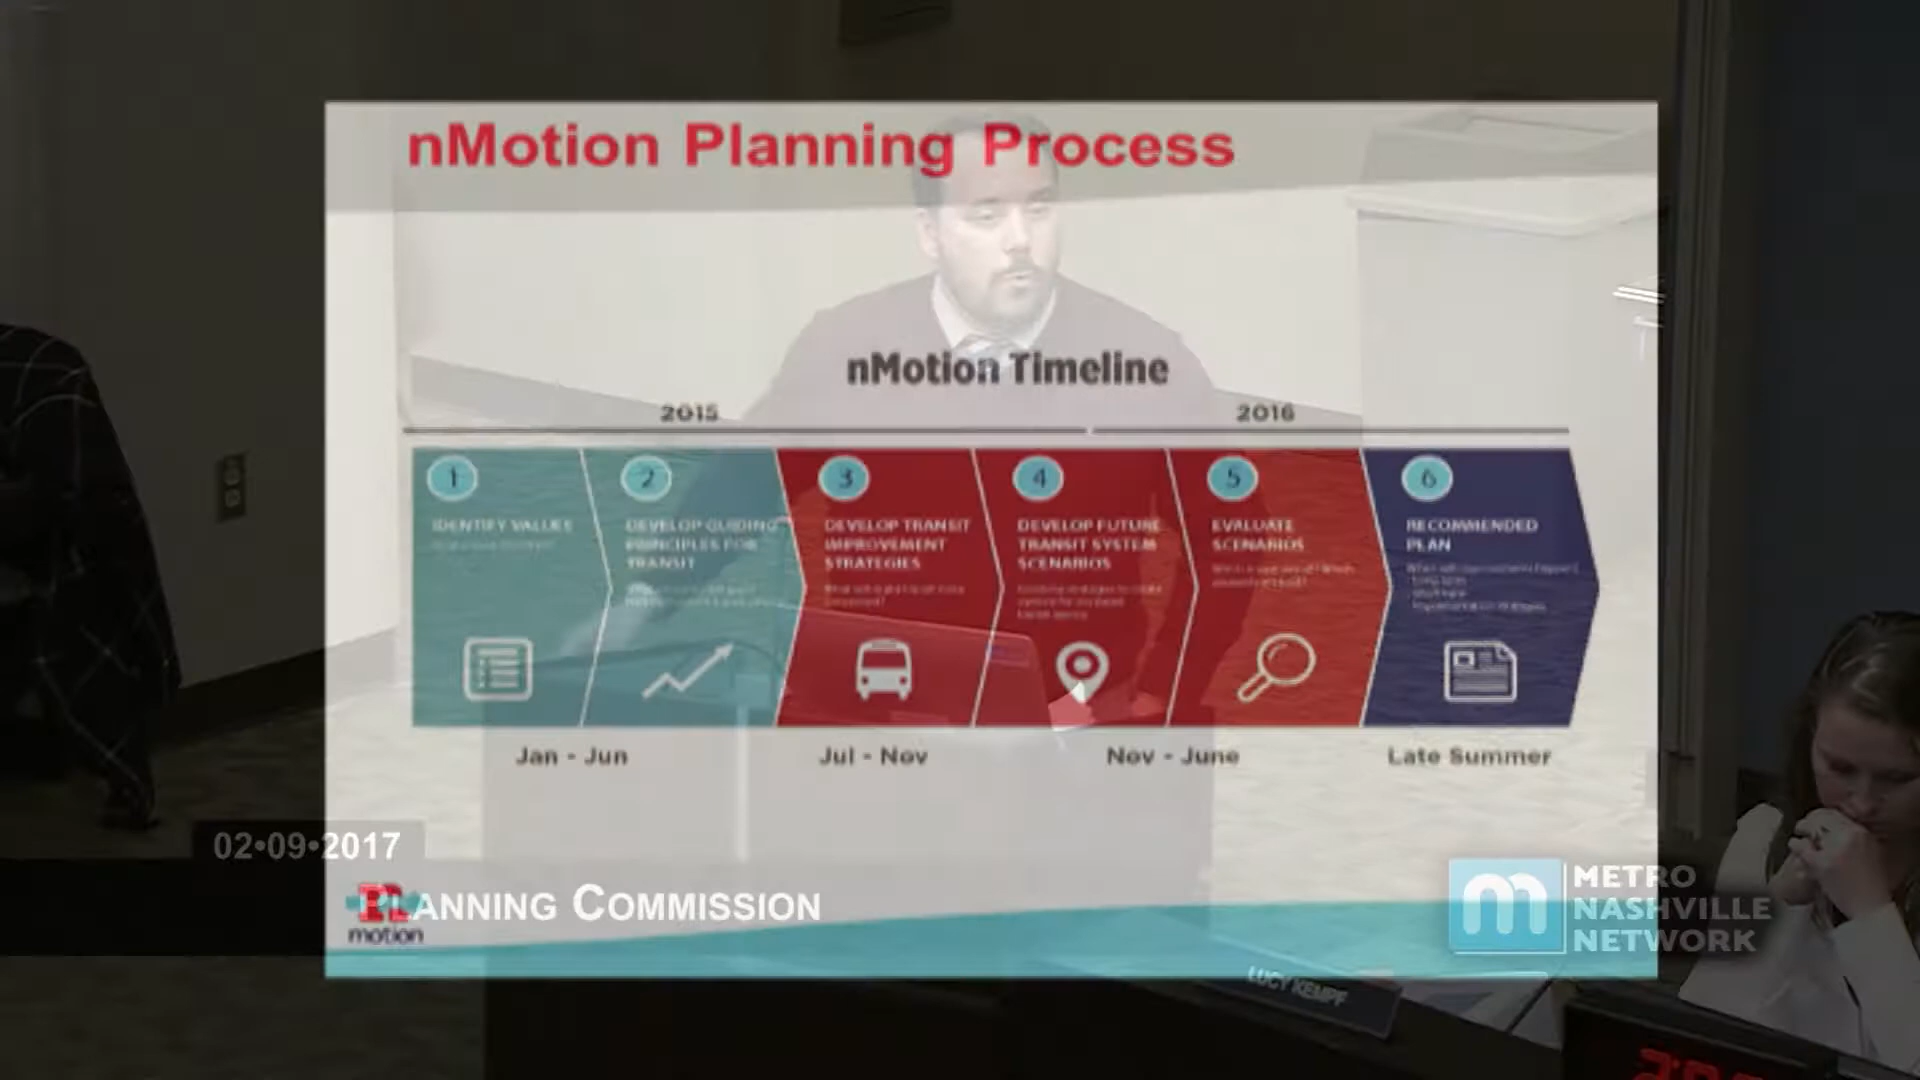 nMotion Planning Process
nMotion Timeline
2015
2016
1
2
3
4
5
6
IDENTIFY VALUES
DEVELOP GUIDING
PRINCIPLES FOR
TRANSIT
DEVELOP TRANSIT
IMPROVEMENT
STRATEGIES
DEVELOP FUTURE
TRANSIT SYSTEM
SCENARIOS
EVALUATE
SCENARIOS
RECOMMENDED
PLAN
Jan - Jun
Jul - Nov
Nov - June
Late Summer
02•09•2017
PLANNING COMMISSION
motion
METRO
NASHVILLE
NETWORK
LUCY KEMPF